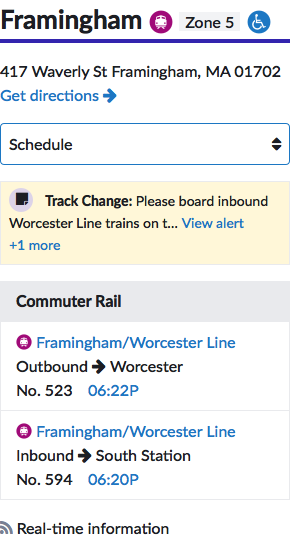 Framingham Zone 5
417 Waverly St Framingham, MA 01702
Get directions
Schedule
Track Change: Please board inbound
Worcester Line trains on t... View alert
+1 more
Commuter Rail
Framingham/Worcester Line
Outbound Worcester
No. 523 06:22P
Framingham/Worcester Line
Inbound South Station
No. 594 06:20P
Real-time information